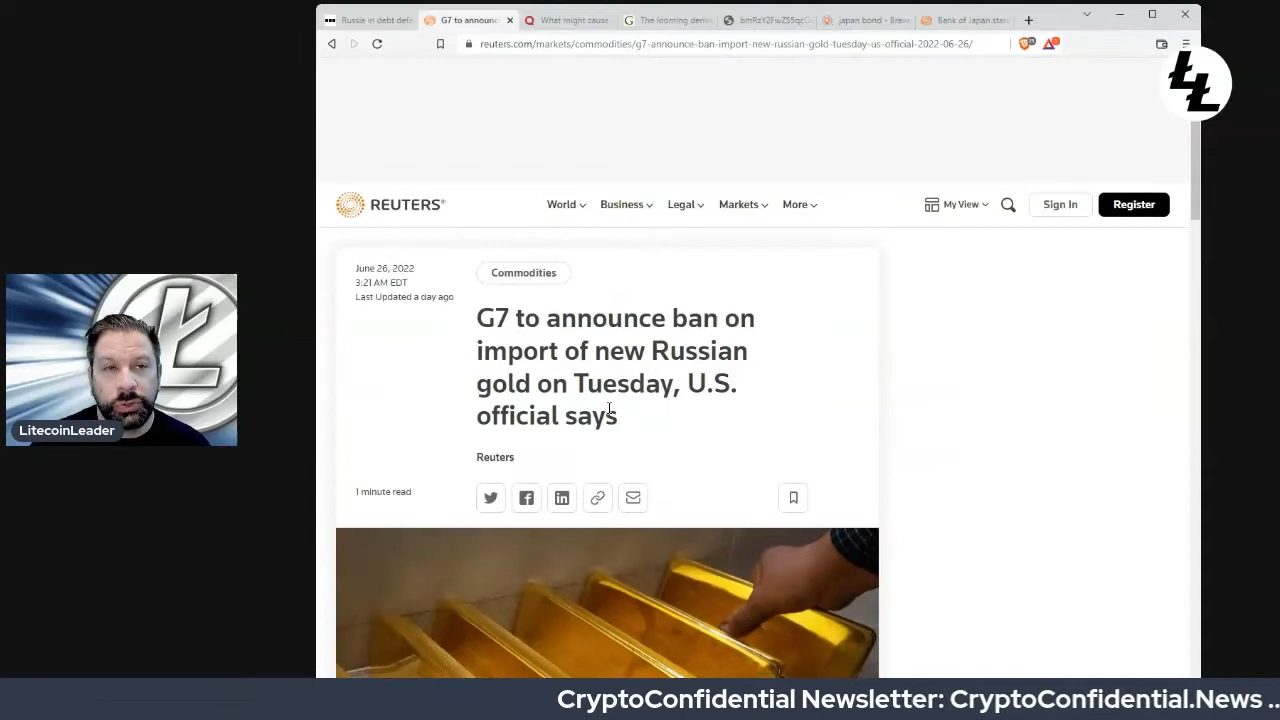 Russia in debt defa
G7 to announc
What might cause
The looming deriv
bmRzY2FwZS5qcG
japan bond - Brave
Bank of Japan stan
reuters.com/markets/commodities/g7-announce-ban-import-new-russian-gold-tuesday-us-official-2022-06-26/
REUTERS®
World
Business
Legal
Markets
More
My View
Sign In
Register
June 26, 2022
3:21 AM EDT
Last Updated a day ago
Commodities
G7 to announce ban on
import of new Russian
gold on Tuesday, U.S.
official says
Reuters
1 minute read
LitecoinLeader
CryptoConfidential Newsletter: CryptoConfidential.News ..